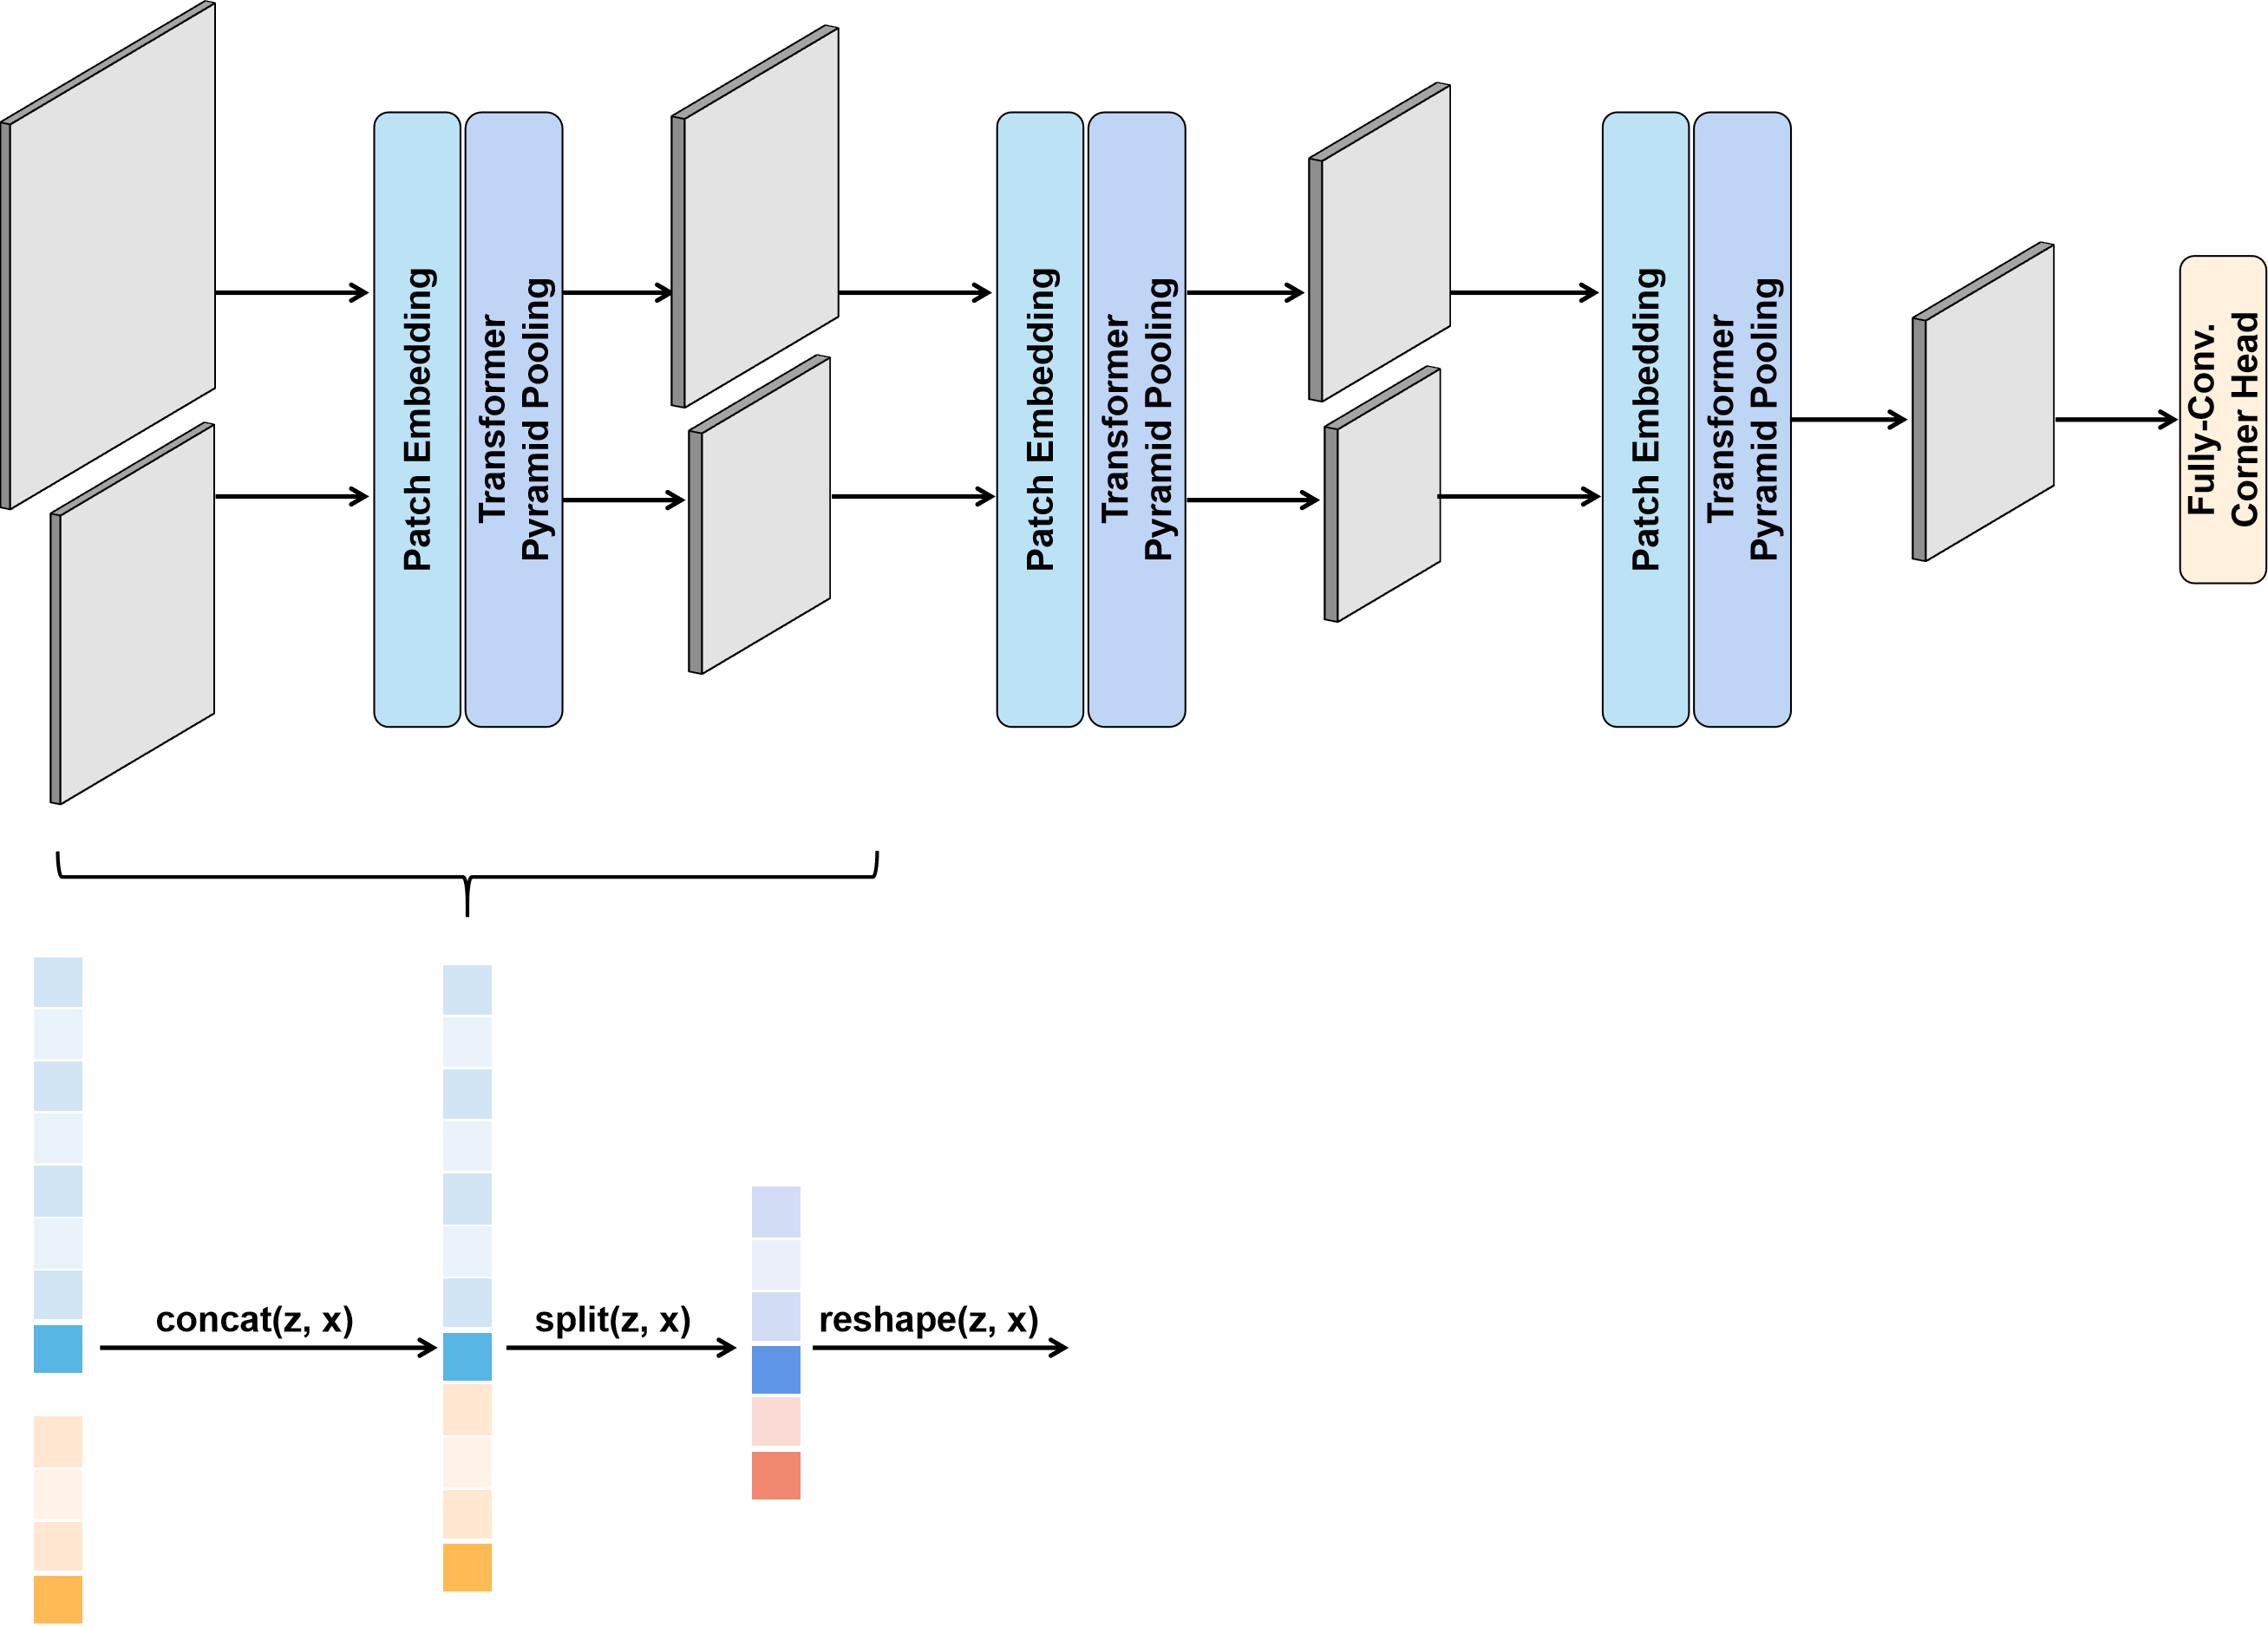 Patch Embedding
Transformer
Pyramid Pooling
Patch Embedding
Transformer
Pyramid Pooling
Patch Embedding
Transformer
Pyramid Pooling
Fully-Conv.
Corner Head
concat(z, x)
split(z, x)
reshape(z, x)